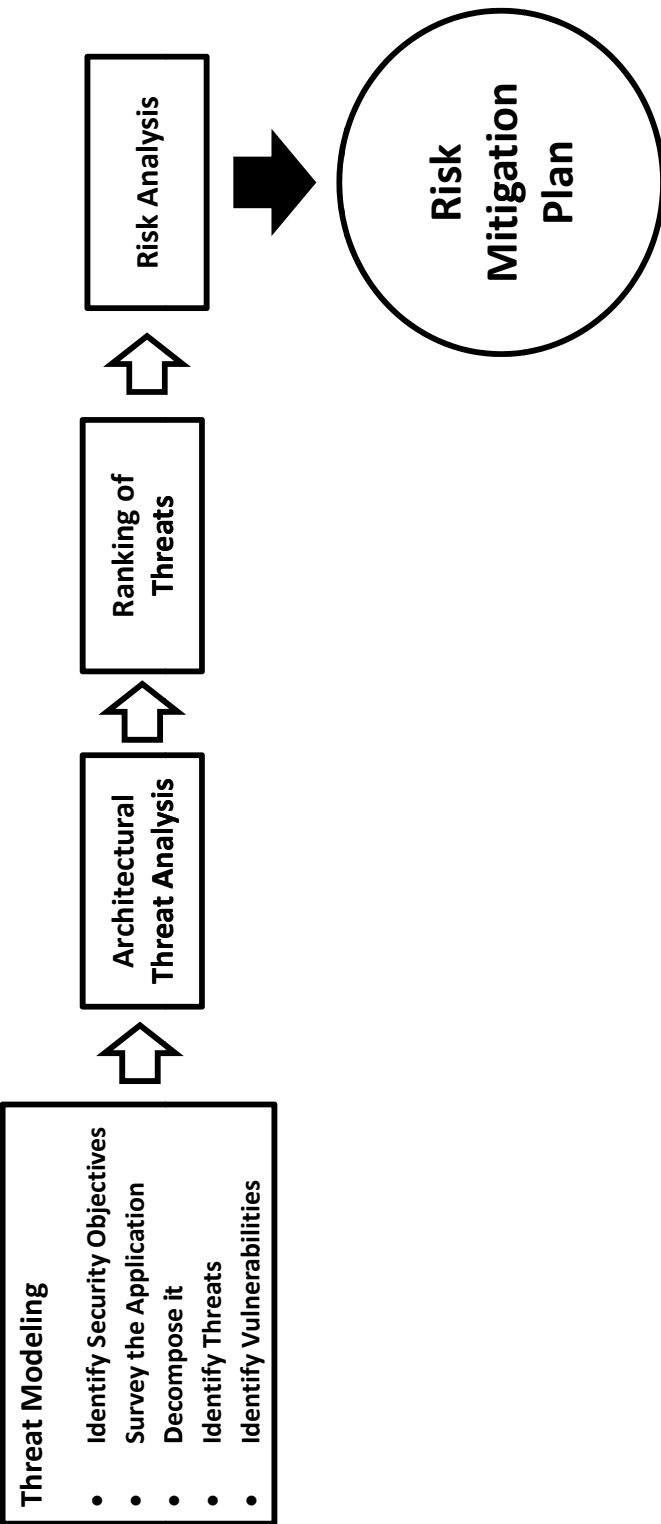 Threat Modeling
• Identify Security Objectives
• Survey the Application
• Decompose it
• Identify Threats
• Identify Vulnerabilities
Architectural
Threat Analysis
Ranking of
Threats
Risk Analysis
Risk
Mitigation
Plan